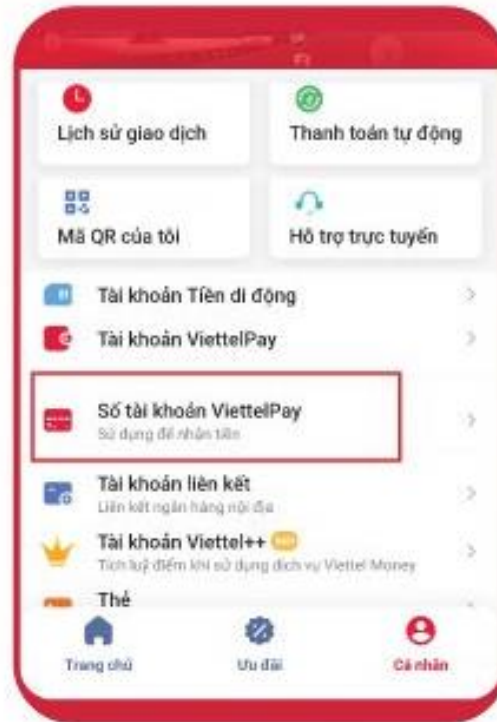 Lịch sử giao dịch
Thanh toán tự động
Mã QR của tôi
Hỗ trợ trực tuyến
Tài khoản Tiền di động
Tài khoản ViettelPay
Số tài khoản ViettelPay
Sử dụng để nhận tiền
Tài khoản liên kết
Liên kết ngân hàng nội địa
Tài khoản Viettel++
Tích luỹ điểm khi sử dụng dịch vụ Viettel Money
Thẻ
Trang chủ
Ưu đãi
Cá nhân